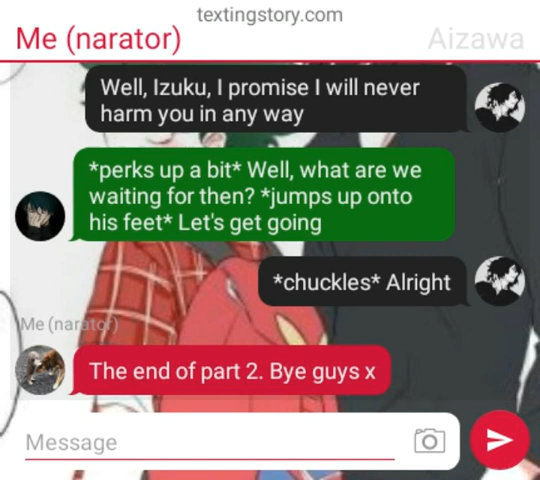 textingstory.com
Me (narator)
Aizawa
Well, Izuku, I promise I will never
harm you in any way
*perks up a bit* Well, what are we
waiting for then? *jumps up onto
his feet* Let's get going
*chuckles* Alright
Me (narator)
The end of part 2. Bye guys x
Message